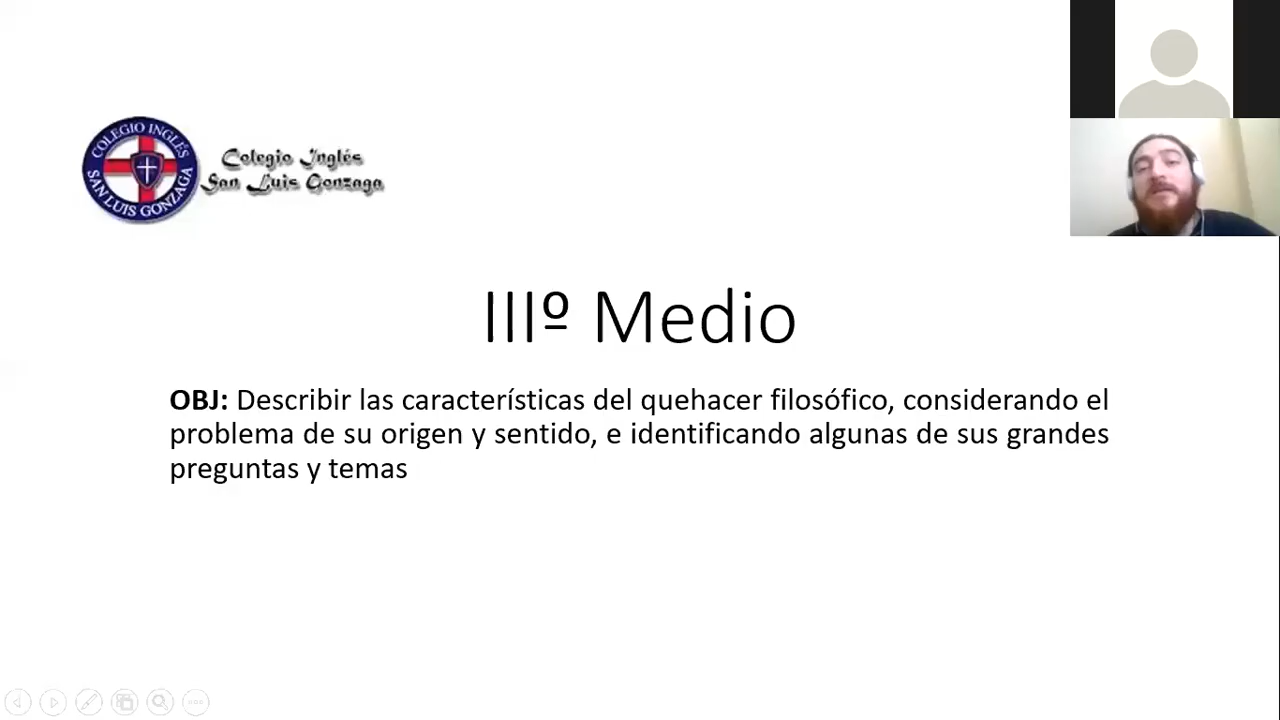 COLEGIO INGLÉS
SAN LUIS GONZAGA
Colegio Inglés
San Luis Gonzaga
IIIº Medio
OBJ: Describir las características del quehacer filosófico, considerando el
problema de su origen y sentido, e identificando algunas de sus grandes
preguntas y temas